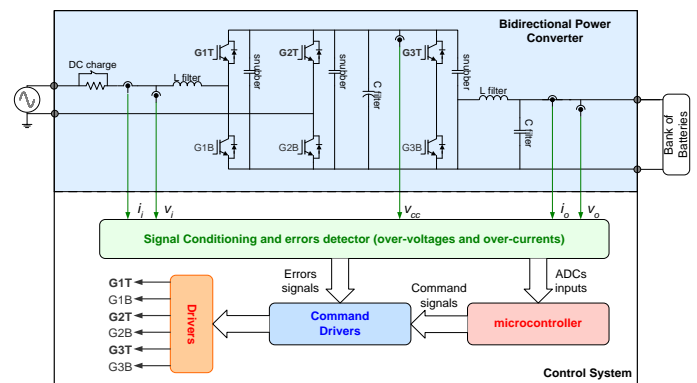 Bidirectional Power
Converter
DC charge
L filter
G1T
snubber
G2T
snubber
C filter
G3T
snubber
L filter
C filter
G1B
G2B
G3B
Bank of
Batteries
ii
vi
vcc
io
vo
Signal Conditioning and errors detector (over-voltages and over-currents)
Errors
signals
Command
signals
ADCs
inputs
G1T
G1B
G2T
G2B
G3T
G3B
Drivers
Command
Drivers
microcontroller
Control System